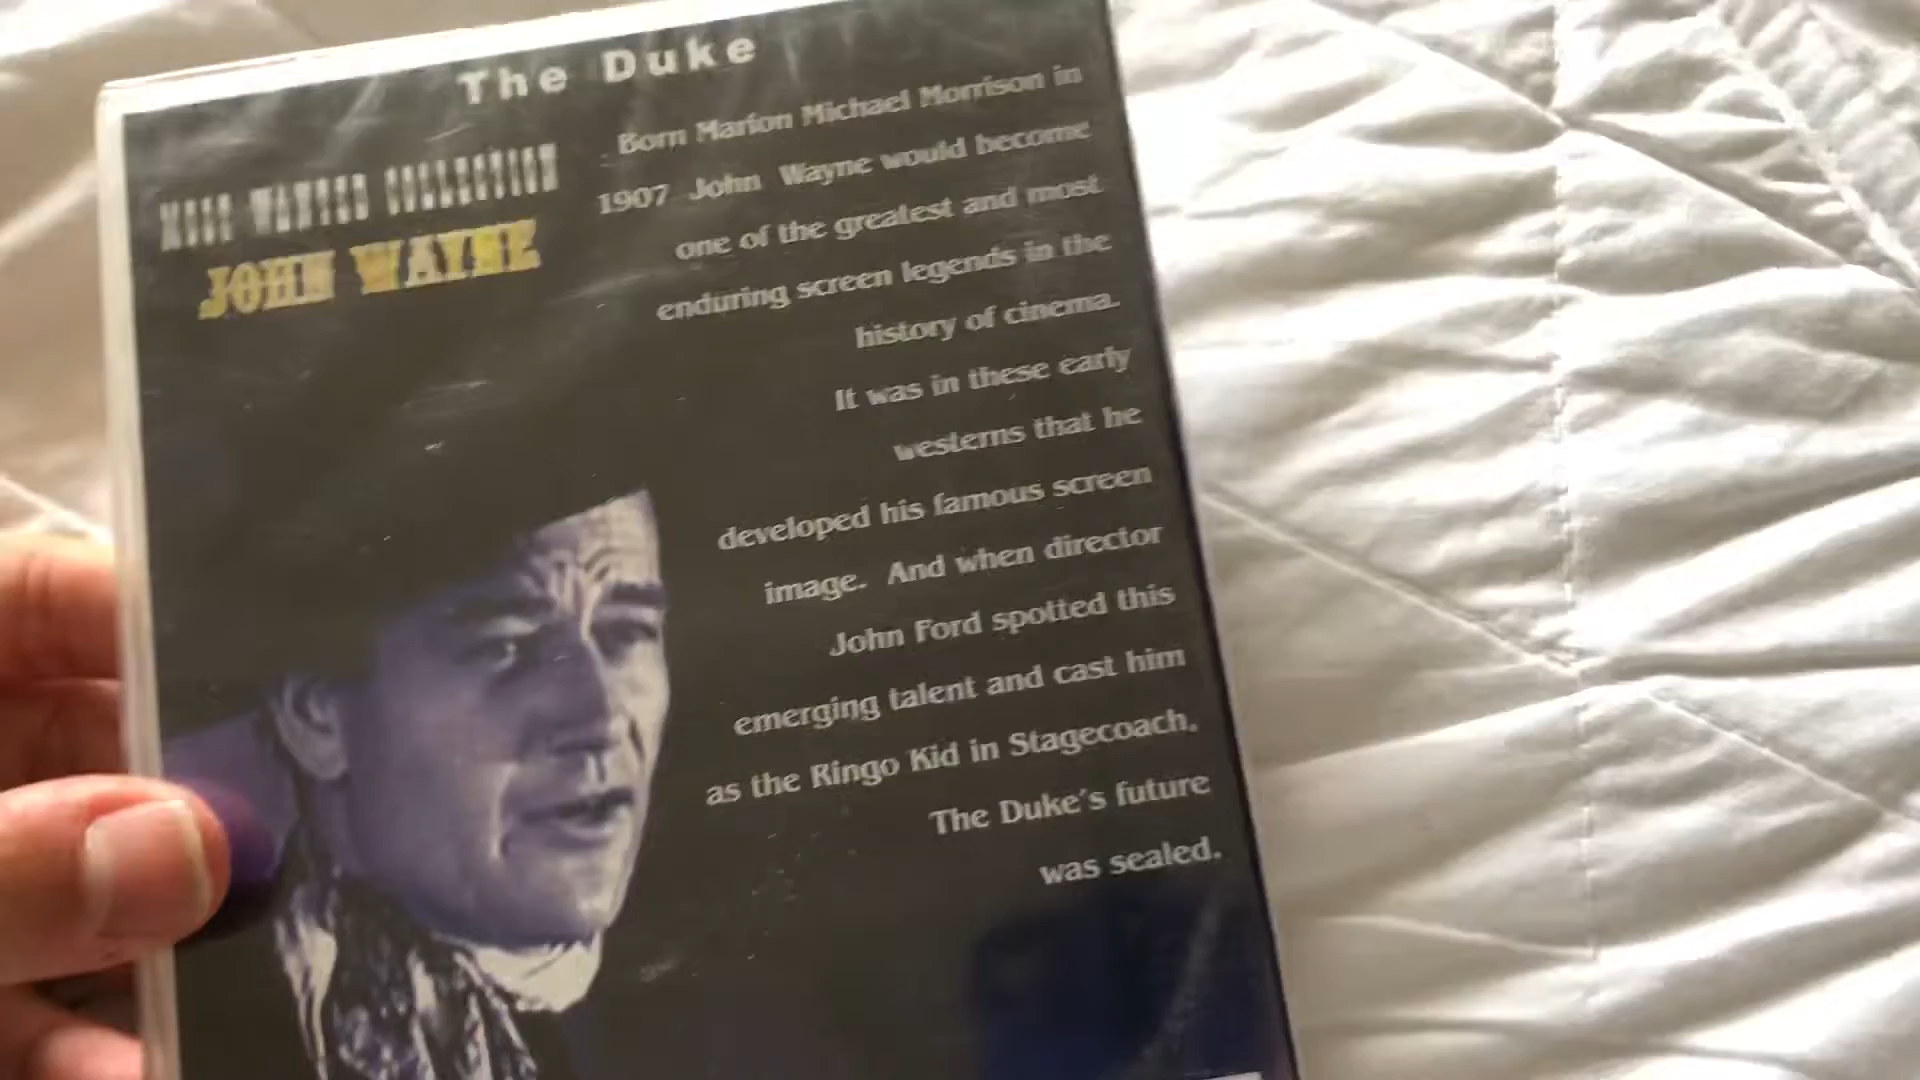 The Duke
MOST WANTED COLLECTION
JOHN WAYNE
Born Marion Michael Morrison in
1907 John Wayne would become
one of the greatest and most
enduring screen legends in the
history of cinema.
It was in these early
westerns that he
developed his famous screen
image. And when director
John Ford spotted this
emerging talent and cast him
as the Ringo Kid in Stagecoach,
The Duke's future
was sealed.